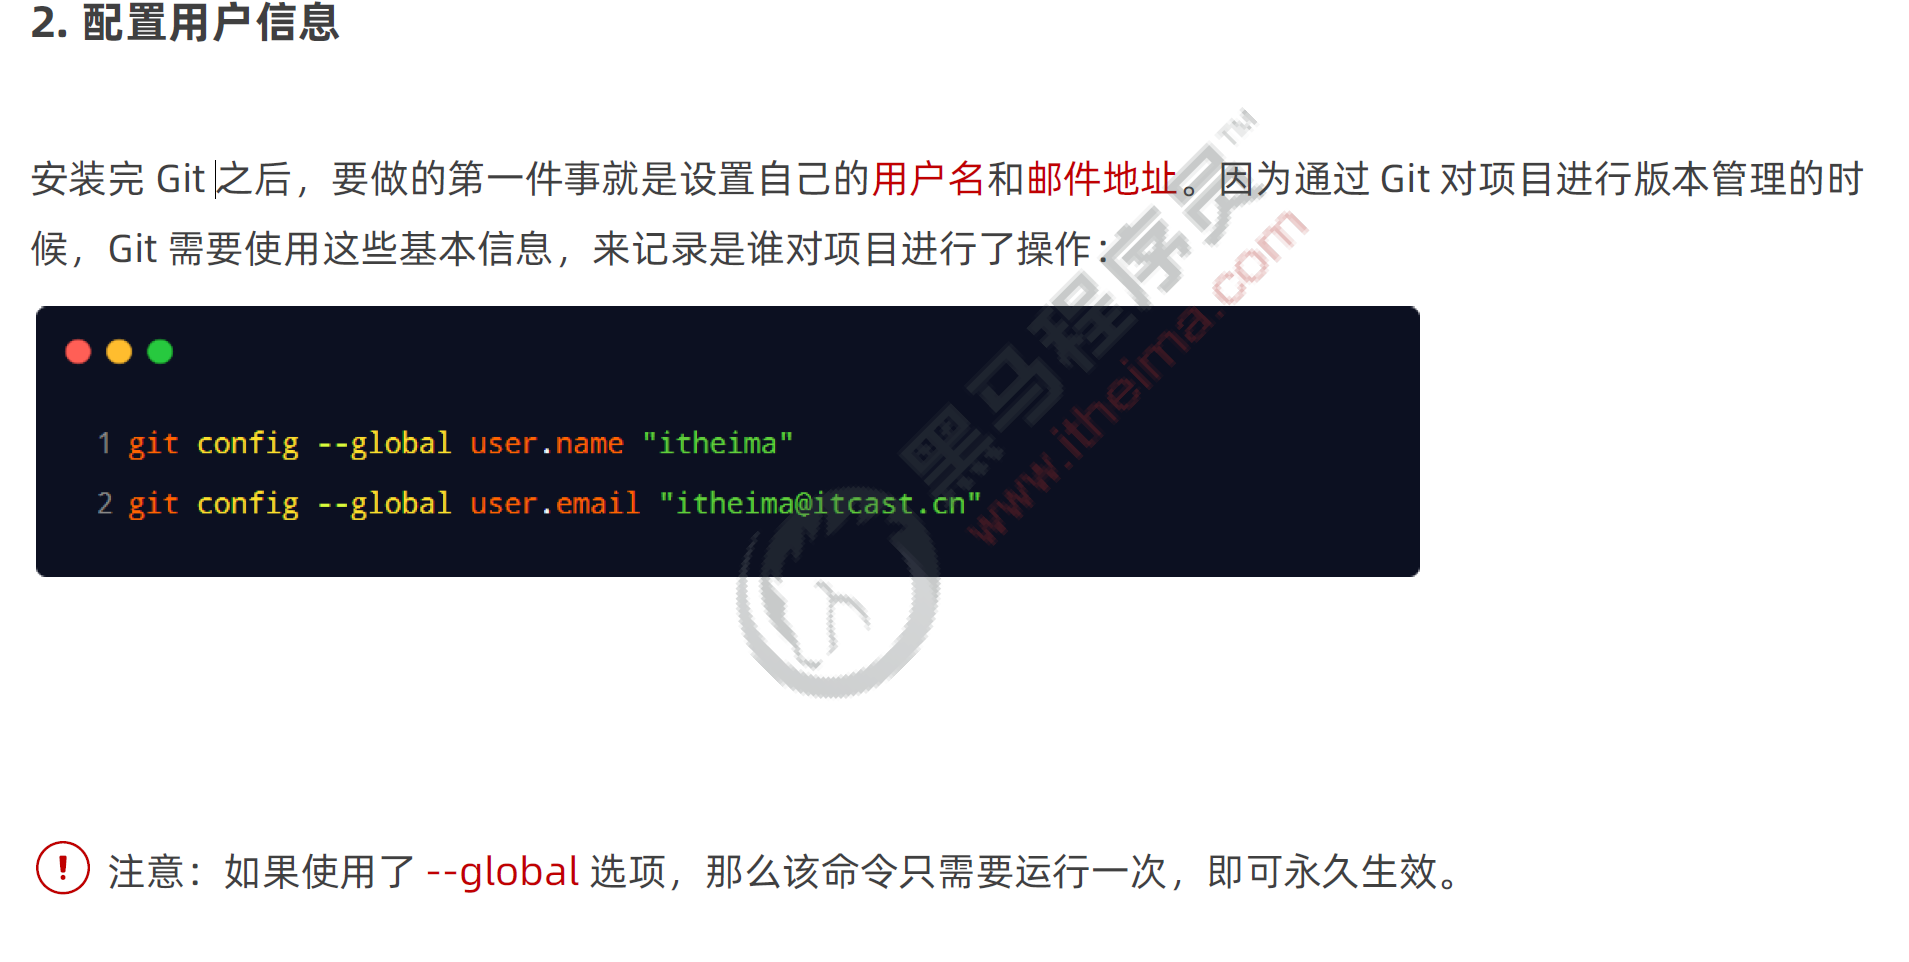 2. 配置用户信息
安装完 Git 之后，要做的第一件事就是设置自己的用户名和邮件地址。因为通过 Git 对项目进行版本管理的时
候，Git 需要使用这些基本信息，来记录是谁对项目进行了操作：
1 git config --global user.name "itheima"
2 git config --global user.email "itheima@itcast.cn"
黑马程序员™
www.itheima.com
! 注意：如果使用了 --global 选项，那么该命令只需要运行一次，即可永久生效。